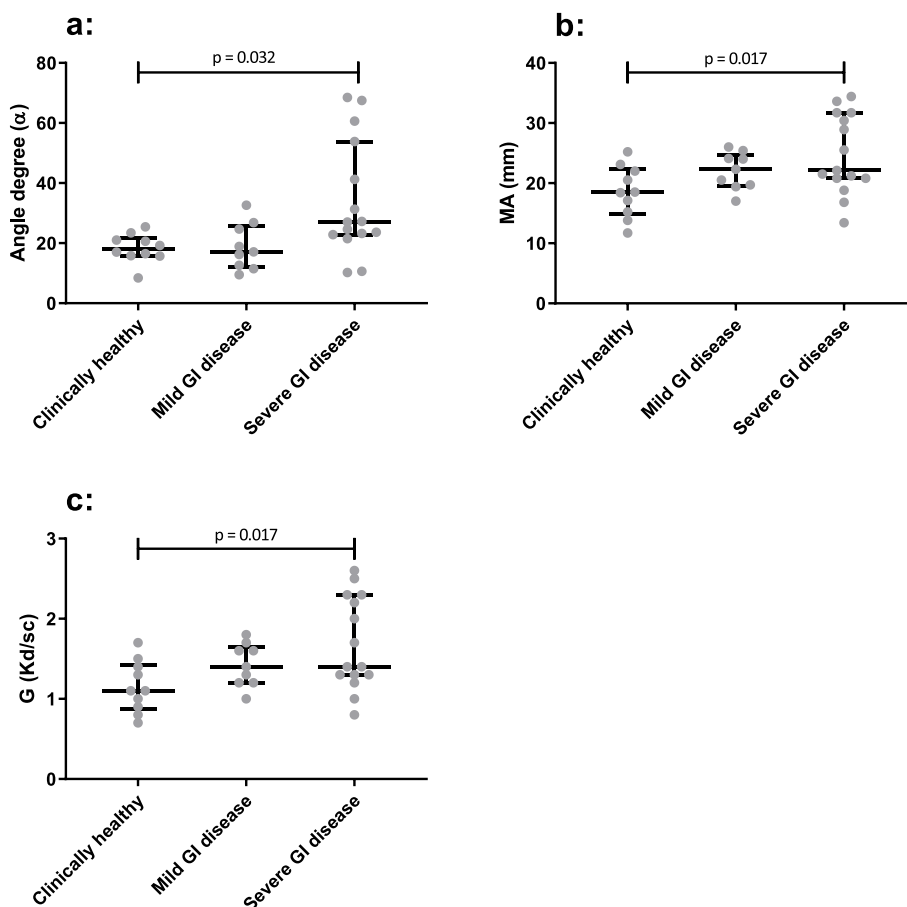 a:
p = 0.032
80
60
40
20
0
Angle degree (α)
Clinically healthy
Mild GI disease
Severe GI disease
b:
p = 0.017
40
30
20
10
0
MA (mm)
Clinically healthy
Mild GI disease
Severe GI disease
c:
p = 0.017
3
2
1
0
G (Kd/sc)
Clinically healthy
Mild GI disease
Severe GI disease